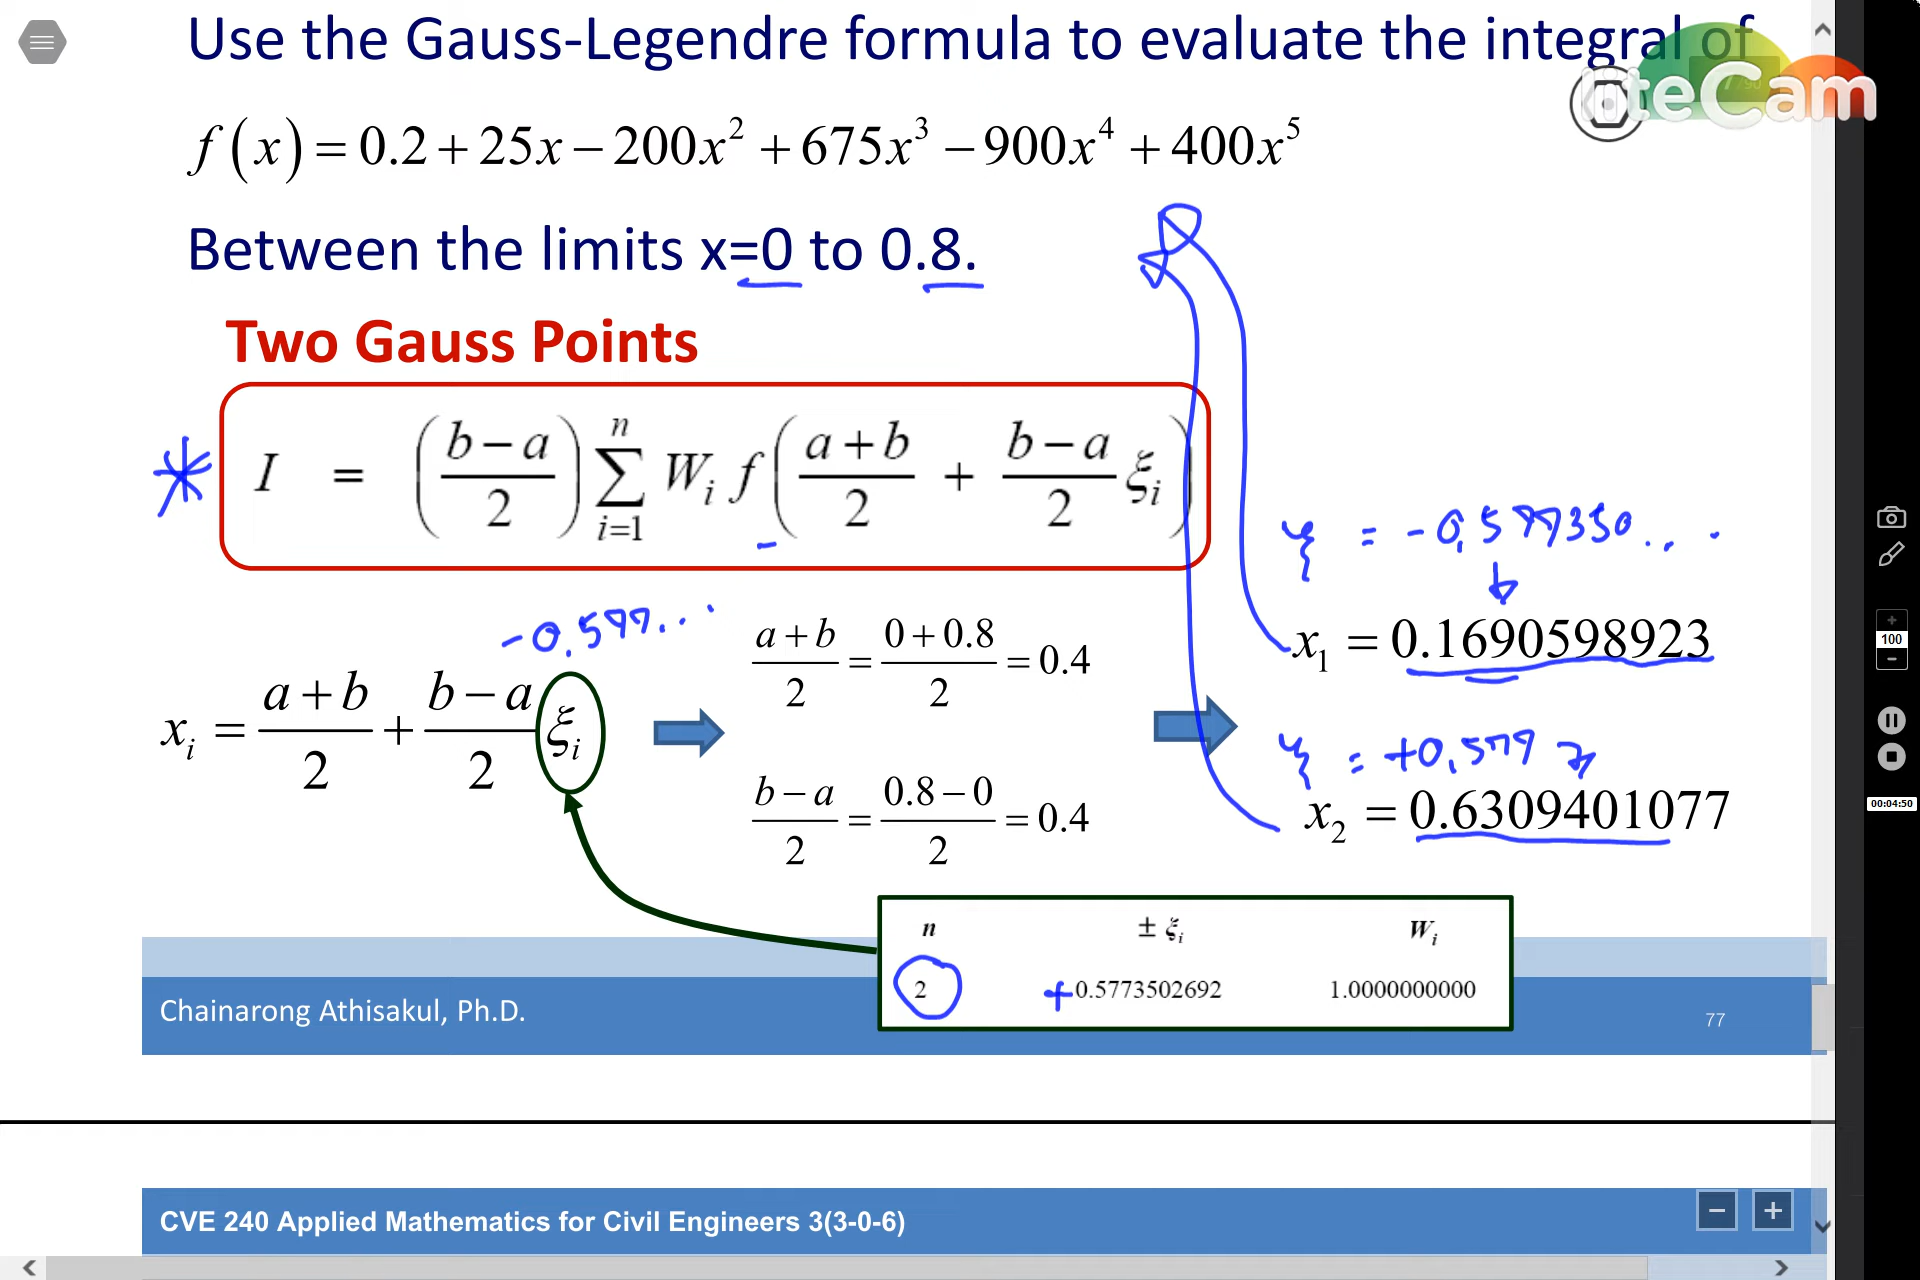 Use the Gauss-Legendre formula to evaluate the integral of
liteCam
f(x) = 0.2 + 25x − 200x² + 675x³ − 900x⁴ + 400x⁵
Between the limits x=0 to 0.8.
Two Gauss Points
I = ((b − a)/2) ∑_{i=1}^{n} W_i f((a + b)/2 + (b − a)/2 ξ_i)
ξ = -0.577350...
-0.577...
x_i = (a + b)/2 + (b − a)/2 ξ_i
(a + b)/2 = (0 + 0.8)/2 = 0.4
x₁ = 0.1690598923
ξ = +0.577
(b − a)/2 = (0.8 − 0)/2 = 0.4
x₂ = 0.6309401077
n ± ξ_i W_i
2 +0.5773502692 1.0000000000
Chainarong Athisakul, Ph.D.
77
CVE 240 Applied Mathematics for Civil Engineers 3(3-0-6)
100
00:04:50